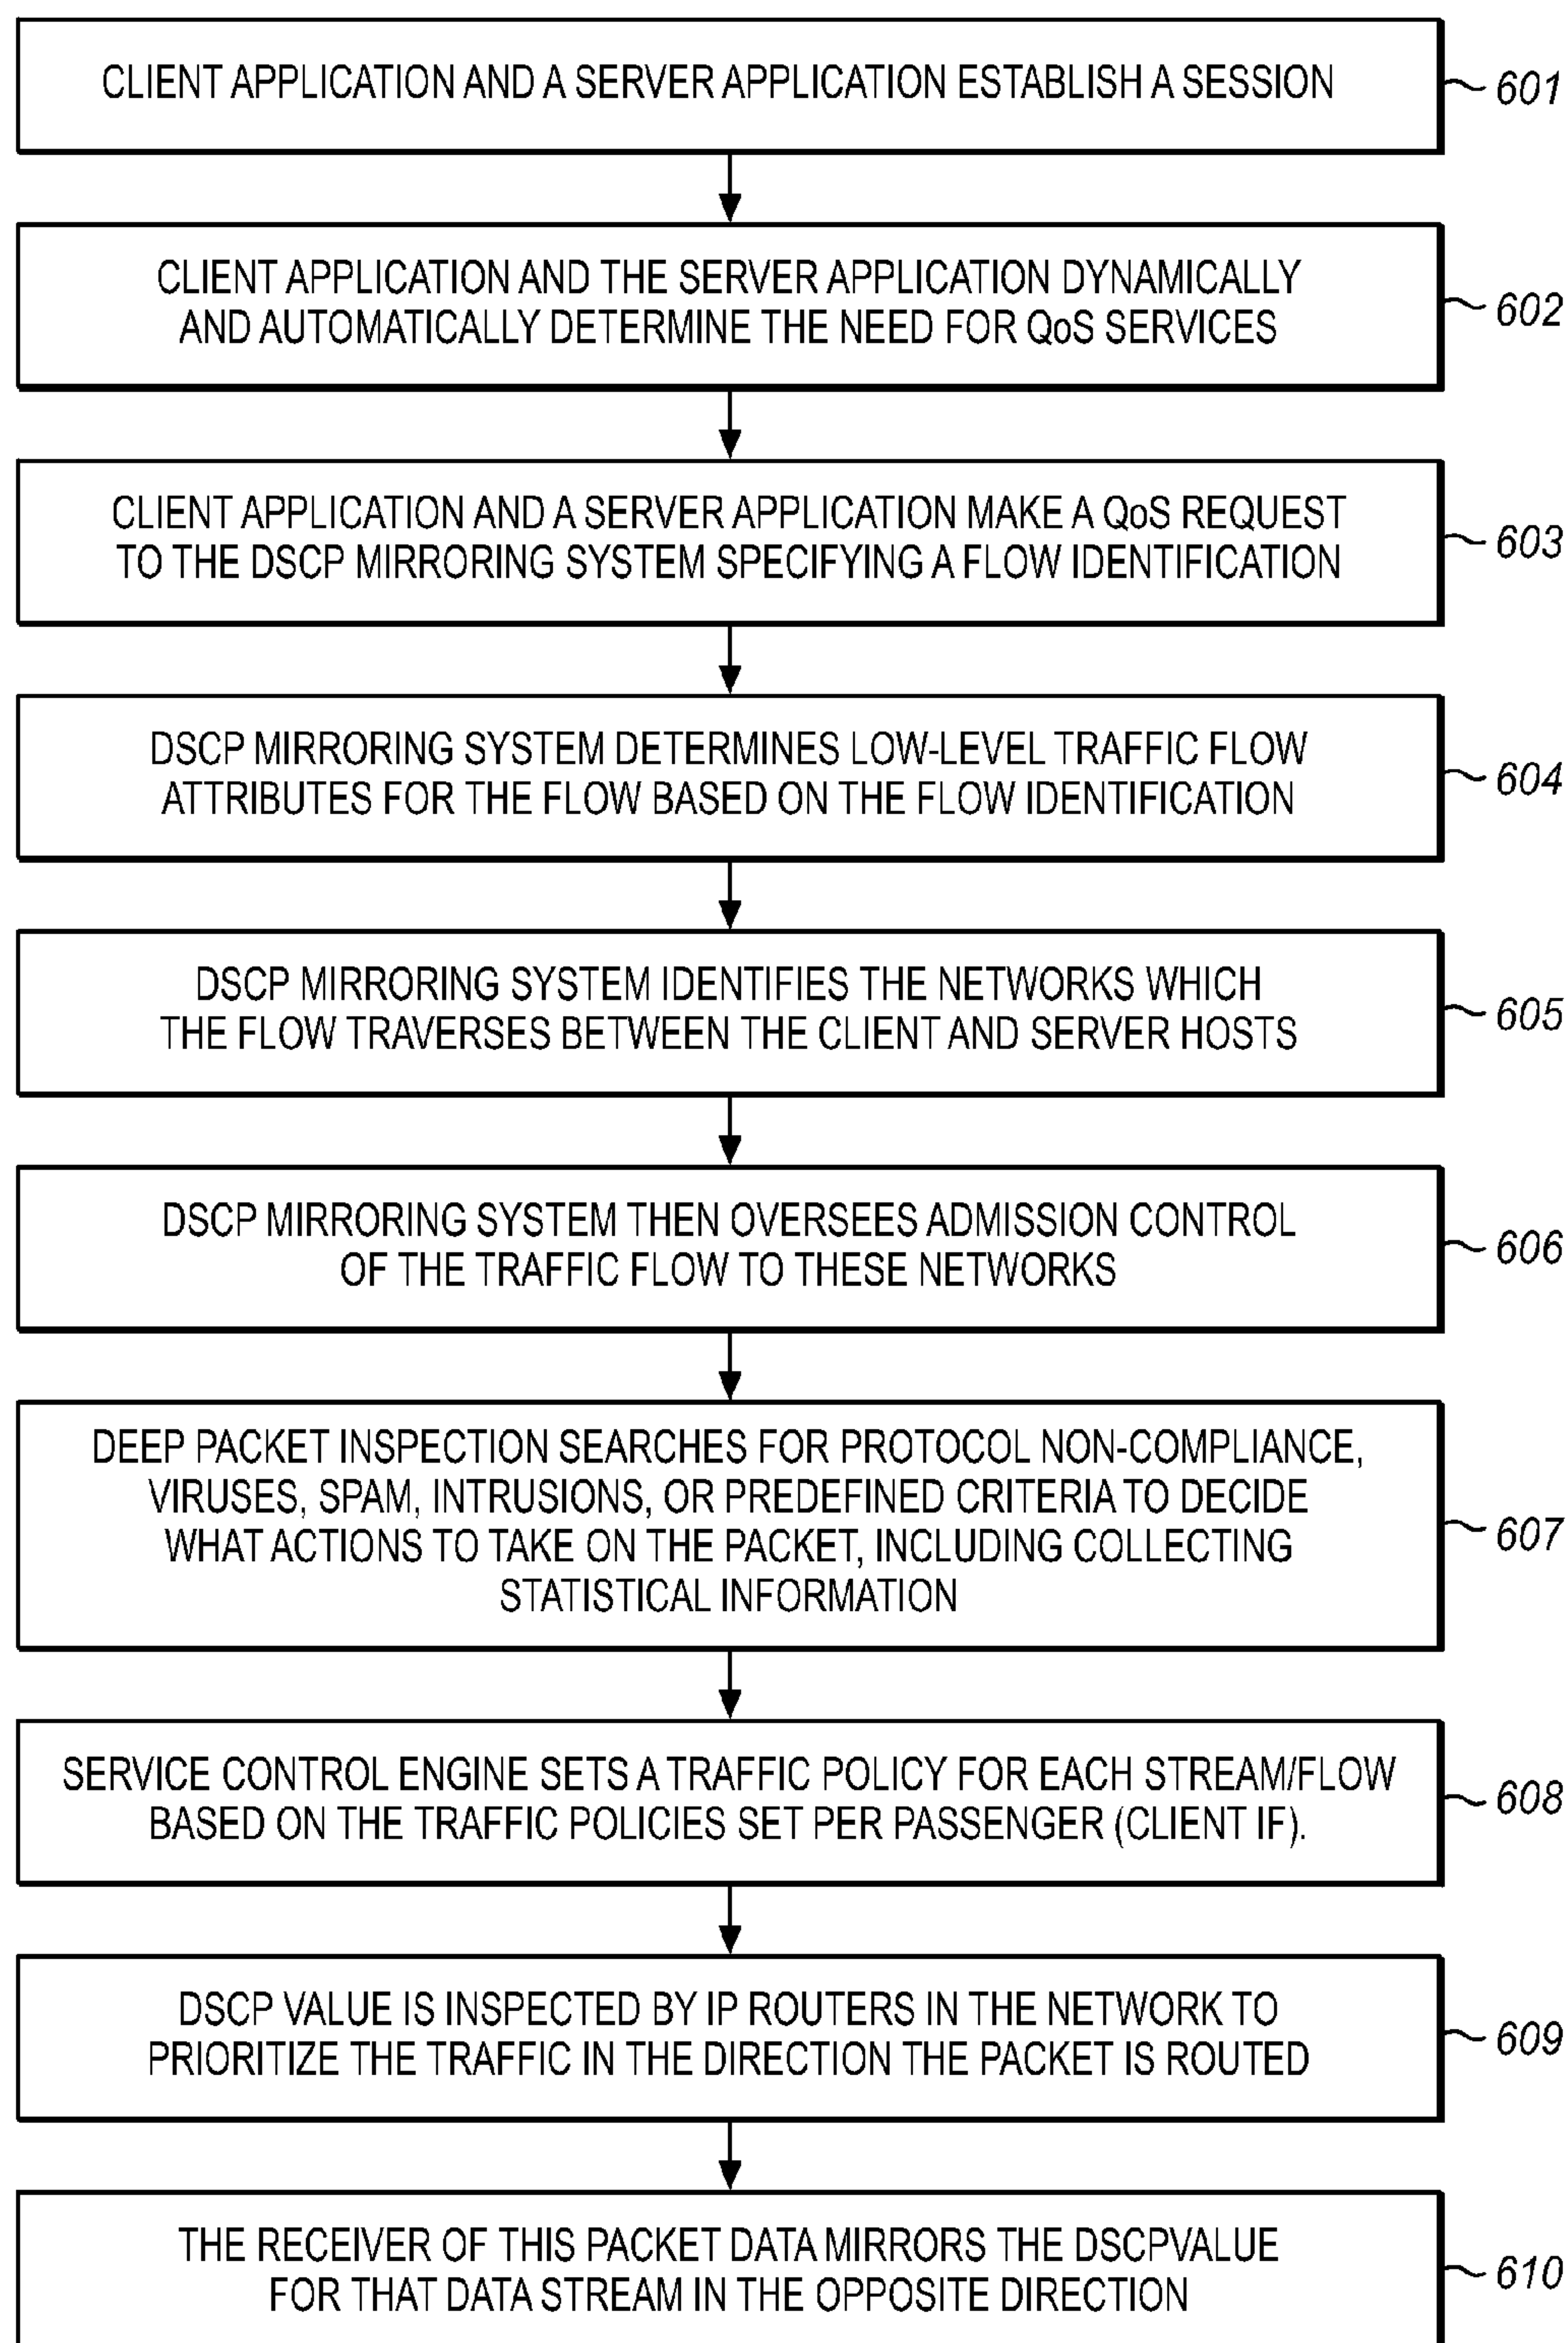 CLIENT APPLICATION AND A SERVER APPLICATION ESTABLISH A SESSION
601
CLIENT APPLICATION AND THE SERVER APPLICATION DYNAMICALLY
AND AUTOMATICALLY DETERMINE THE NEED FOR QoS SERVICES
602
CLIENT APPLICATION AND A SERVER APPLICATION MAKE A QoS REQUEST
TO THE DSCP MIRRORING SYSTEM SPECIFYING A FLOW IDENTIFICATION
603
DSCP MIRRORING SYSTEM DETERMINES LOW-LEVEL TRAFFIC FLOW
ATTRIBUTES FOR THE FLOW BASED ON THE FLOW IDENTIFICATION
604
DSCP MIRRORING SYSTEM IDENTIFIES THE NETWORKS WHICH
THE FLOW TRAVERSES BETWEEN THE CLIENT AND SERVER HOSTS
605
DSCP MIRRORING SYSTEM THEN OVERSEES ADMISSION CONTROL
OF THE TRAFFIC FLOW TO THESE NETWORKS
606
DEEP PACKET INSPECTION SEARCHES FOR PROTOCOL NON-COMPLIANCE,
VIRUSES, SPAM, INTRUSIONS, OR PREDEFINED CRITERIA TO DECIDE
WHAT ACTIONS TO TAKE ON THE PACKET, INCLUDING COLLECTING
STATISTICAL INFORMATION
607
SERVICE CONTROL ENGINE SETS A TRAFFIC POLICY FOR EACH STREAM/FLOW
BASED ON THE TRAFFIC POLICIES SET PER PASSENGER (CLIENT IF).
608
DSCP VALUE IS INSPECTED BY IP ROUTERS IN THE NETWORK TO
PRIORITIZE THE TRAFFIC IN THE DIRECTION THE PACKET IS ROUTED
609
THE RECEIVER OF THIS PACKET DATA MIRRORS THE DSCPVALUE
FOR THAT DATA STREAM IN THE OPPOSITE DIRECTION
610